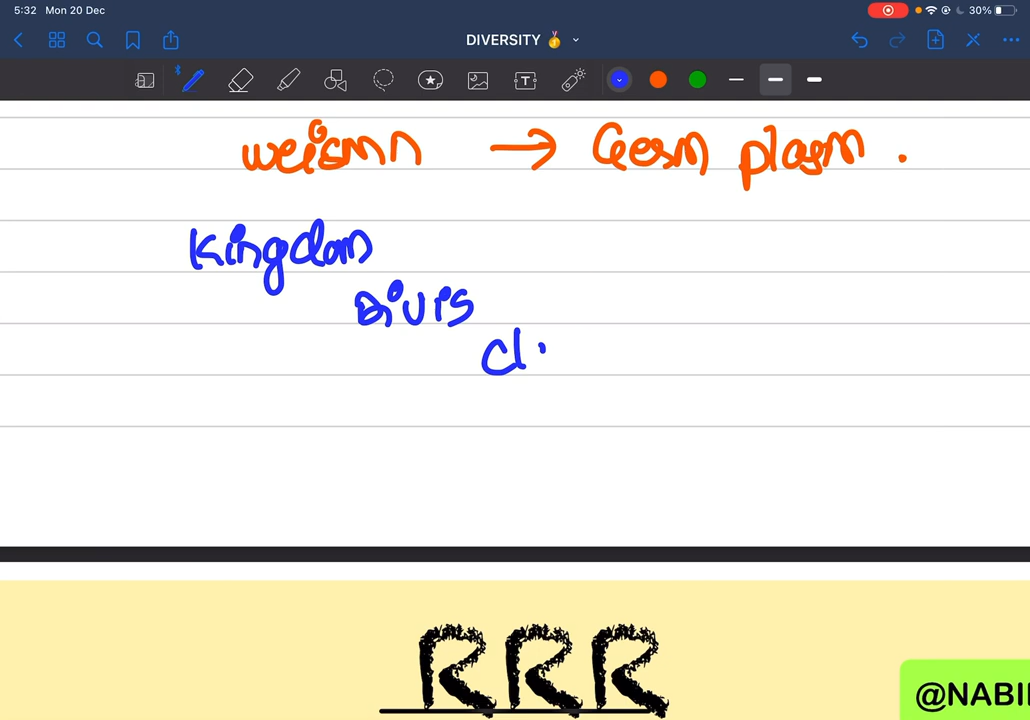 5:32 Mon 20 Dec 30%
DIVERSITY 🏅
T
weismn → Germ plasm .
Kingdom
Divis
Cl.
RRR
@NABI